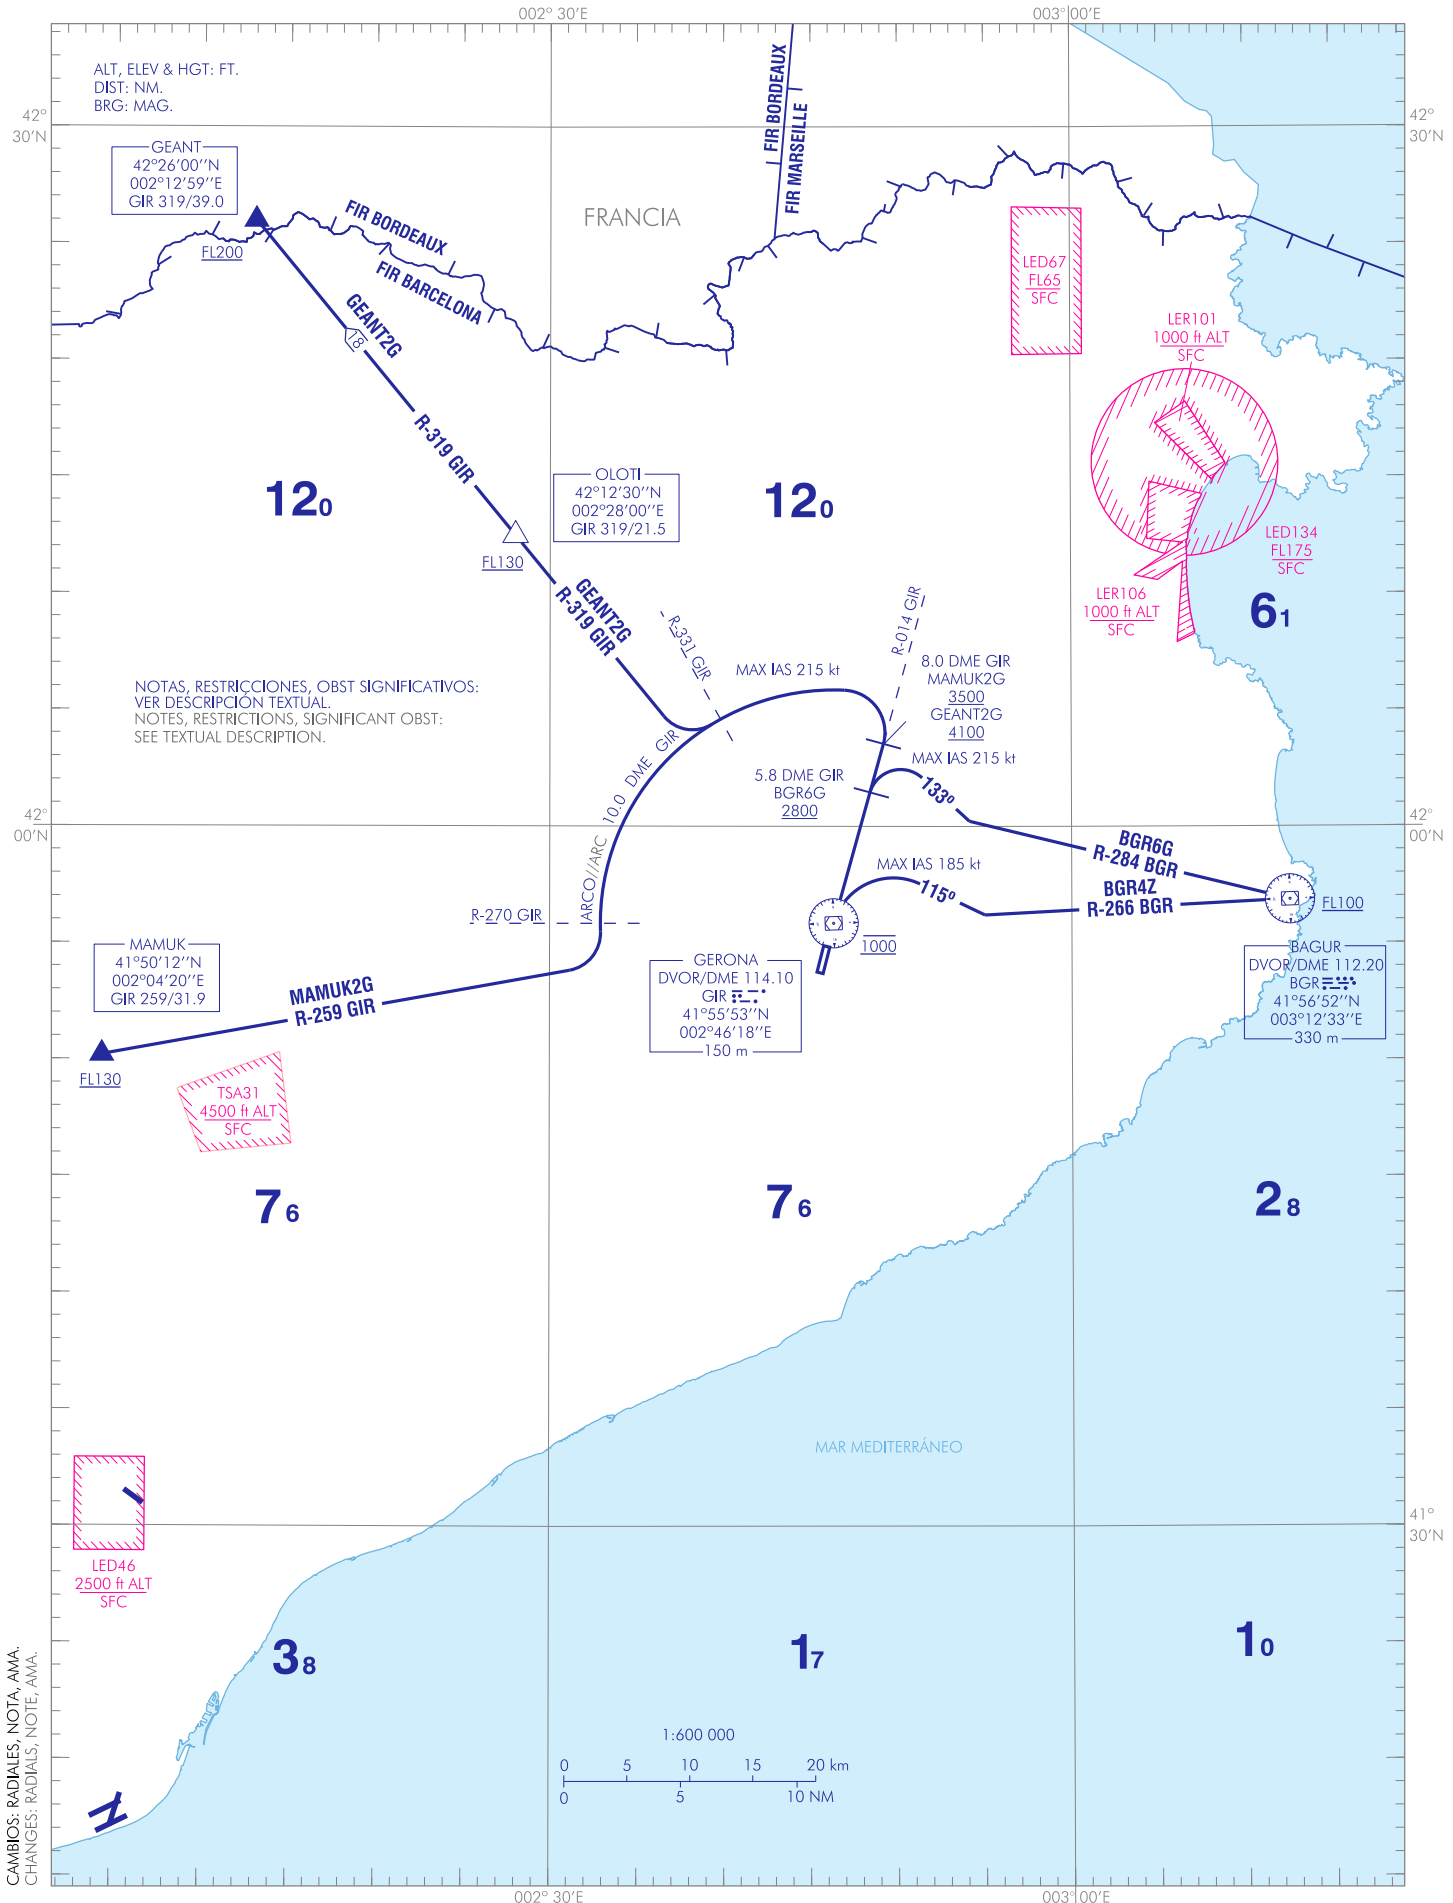 002° 30'E
003° 00'E
ALT, ELEV & HGT: FT.
DIST: NM.
BRG: MAG.
42°
30'N
42°
30'N
FIR BORDEAUX
FIR MARSEILLE
GEANT
42°26'00''N
002°12'59''E
GIR 319/39.0
FL200
FIR BORDEAUX
FIR BARCELONA
FRANCIA
LED67
FL65
SFC
LER101
1000 ft ALT
SFC
GEANT2G
18
R-319 GIR
12₀
12₀
OLOTI
42°12'30''N
002°28'00''E
GIR 319/21.5
FL130
LED134
FL175
SFC
LER106
1000 ft ALT
SFC
6₁
GEANT2G
R-319 GIR
R-331 GIR
R-014 GIR
MAX IAS 215 kt
8.0 DME GIR
MAMUK2G
3500
GEANT2G
4100
NOTAS, RESTRICCIONES, OBST SIGNIFICATIVOS:
VER DESCRIPCIÓN TEXTUAL.
NOTES, RESTRICTIONS, SIGNIFICANT OBST:
SEE TEXTUAL DESCRIPTION.
MAX IAS 215 kt
5.8 DME GIR
BGR6G
2800
133º
ARCO//ARC 10.0 DME GIR
42°
00'N
42°
00'N
BGR6G
R-284 BGR
MAX IAS 185 kt
115º
BGR4Z
R-266 BGR
FL100
R-270 GIR
1000
MAMUK
41°50'12''N
002°04'20''E
GIR 259/31.9
MAMUK2G
R-259 GIR
FL130
GERONA
DVOR/DME 114.10
GIR
41°55'53''N
002°46'18''E
150 m
BAGUR
DVOR/DME 112.20
BGR
41°56'52''N
003°12'33''E
330 m
TSA31
4500 ft ALT
SFC
7₆
7₆
2₈
MAR MEDITERRÁNEO
41°
30'N
LED46
2500 ft ALT
SFC
3₈
1₇
1₀
1:600 000
0 5 10 15 20 km
0 5 10 NM
CAMBIOS: RADIALES, NOTA, AMA.
CHANGES: RADIALS, NOTE, AMA.
002° 30'E
003° 00'E